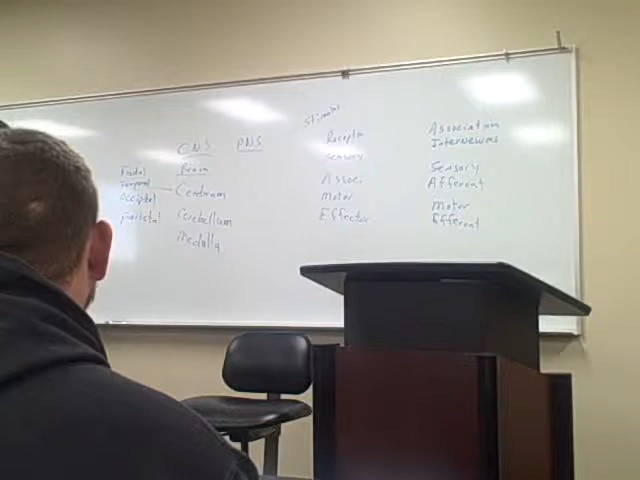 CNS PNS
Brain
Frontal
Temporal
Occipital
Parietal
Cerebrum
Cerebellum
Medulla
Stimulus
Receptor
Sensory
Assoc.
Motor
Effector
Association
Interneurons
Sensory
Afferent
Motor
Efferent